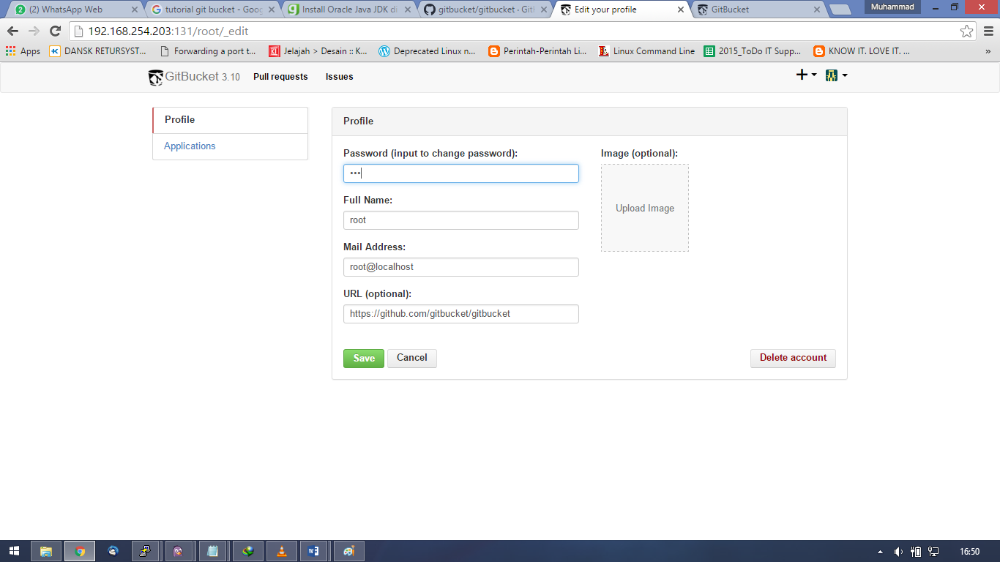 (2) WhatsApp Web
tutorial git bucket - Goog
Install Oracle Java JDK di
gitbucket/gitbucket · Gitl
Edit your profile
GitBucket
Muhammad
192.168.254.203:131/root/_edit
Apps
DANSK RETURSYST...
Forwarding a port t...
Jelajah > Desain :: K...
Deprecated Linux n...
Perintah-Perintah Li...
Linux Command Line
2015_ToDo IT Supp...
KNOW IT. LOVE IT. ...
»
GitBucket 3.10
Pull requests
Issues
Profile
Applications
Profile
Password (input to change password):
•••
Full Name:
root
Mail Address:
root@localhost
URL (optional):
https://github.com/gitbucket/gitbucket
Image (optional):
Upload Image
Save
Cancel
Delete account
16:50